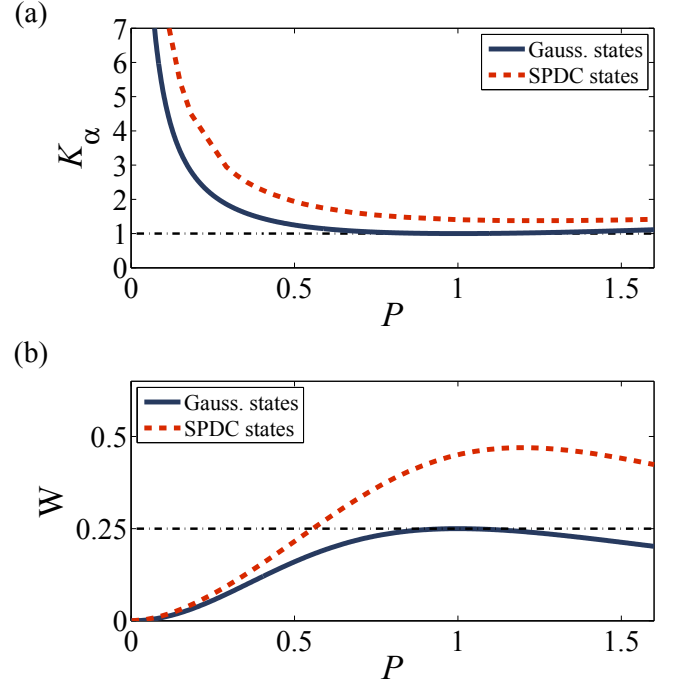 (a)
7
6
5
4
3
2
1
0
K_α
Gauss. states
SPDC states
0 0.5 1 1.5
P
(b)
0.5
0.25
0
W
Gauss. states
SPDC states
0 0.5 1 1.5
P